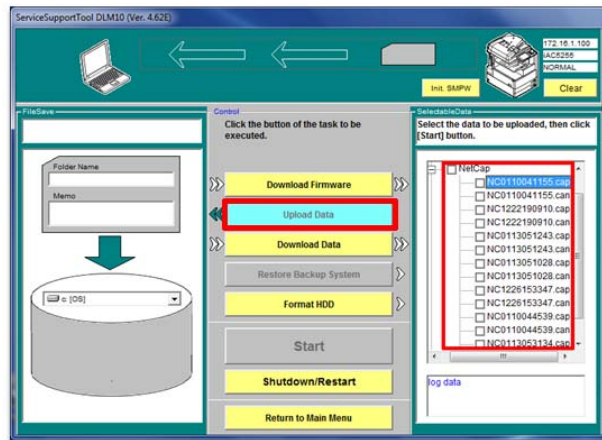 ServiceSupportTool DLM10 (Ver. 4.62E)
172.16.1.100
iAC5255
NORMAL
Init. SMPW
Clear
FileSave
Control
Click the button of the task to be
executed.
SelectableData
Select the data to be uploaded, then click
[Start] button.
Folder Name
Memo
c: [OS]
Download Firmware
Upload Data
Download Data
Restore Backup System
Format HDD
Start
Shutdown/Restart
Return to Main Menu
NetCap
NC0110041155.cap
NC0110041155.can
NC1222190910.cap
NC1222190910.can
NC0113051243.cap
NC0113051243.can
NC0113051028.cap
NC0113051028.can
NC1226153347.cap
NC1226153347.can
NC0110044539.cap
NC0110044539.can
NC0113053134.cap
log data